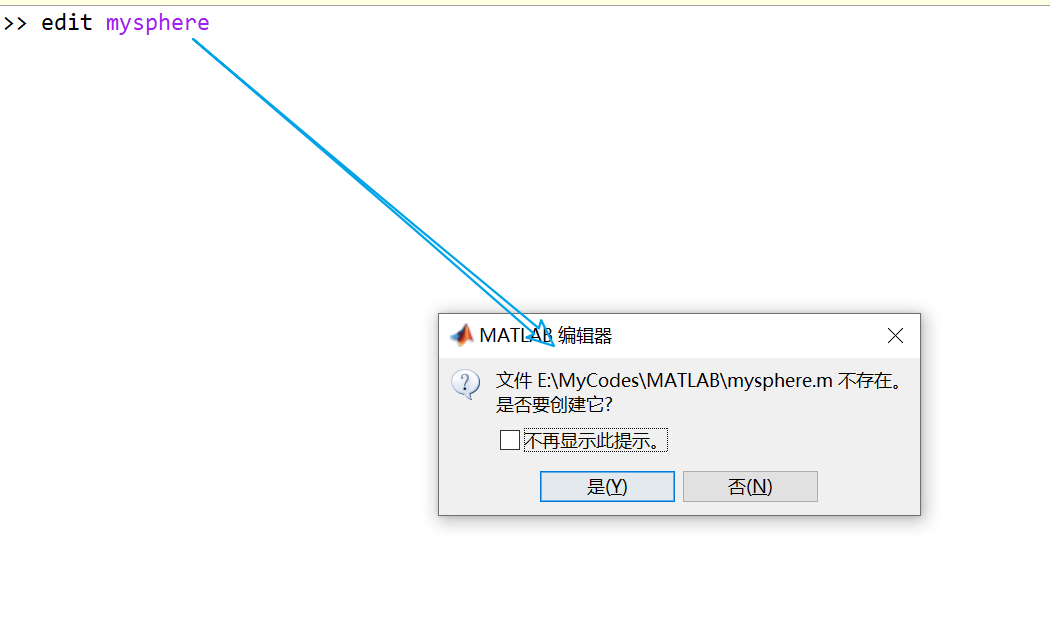 >> edit mysphere
MATLAB 编辑器
文件 E:\MyCodes\MATLAB\mysphere.m 不存在。
是否要创建它?
不再显示此提示。
是(Y)
否(N)